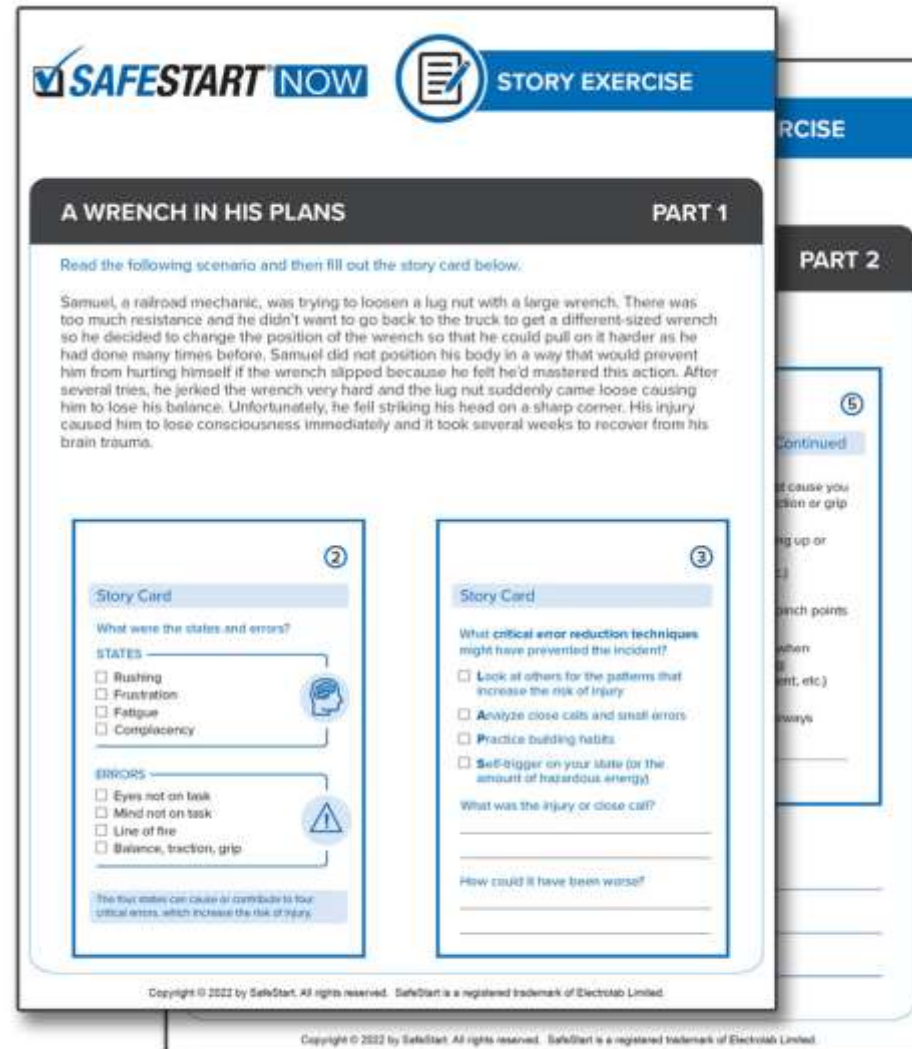 SAFESTART® NOW
STORY EXERCISE
A WRENCH IN HIS PLANS
PART 1
Read the following scenario and then fill out the story card below.
Samuel, a railroad mechanic, was trying to loosen a lug nut with a large wrench. There was
too much resistance and he didn't want to go back to the truck to get a different-sized wrench
so he decided to change the position of the wrench so that he could pull on it harder as he
had done many times before. Samuel did not position his body in a way that would prevent
him from hurting himself if the wrench slipped because he felt he'd mastered this action. After
several tries, he jerked the wrench very hard and the lug nut suddenly came loose causing
him to lose his balance. Unfortunately, he fell striking his head on a sharp corner. His injury
caused him to lose consciousness immediately and it took several weeks to recover from his
brain trauma.
2
Story Card
What were the states and errors?
STATES
Rushing
Frustration
Fatigue
Complacency
ERRORS
Eyes not on task
Mind not on task
Line of fire
Balance, traction, grip
The four states can cause or contribute to four
critical errors, which increase the risk of injury.
3
Story Card
What critical error reduction techniques
might have prevented the incident?
Look at others for the patterns that
increase the risk of injury
Analyze close calls and small errors
Practice building habits
Self-trigger on your state (or the
amount of hazardous energy)
What was the injury or close call?
How could it have been worse?
Copyright © 2022 by SafeStart. All rights reserved. SafeStart is a registered trademark of Electrolab Limited.
RCISE
PART 2
5
Continued
cause you
or grip
ng up or
pinch points
when
etc.)
Copyright © 2022 by SafeStart. All rights reserved. SafeStart is a registered trademark of Electrolab Limited.